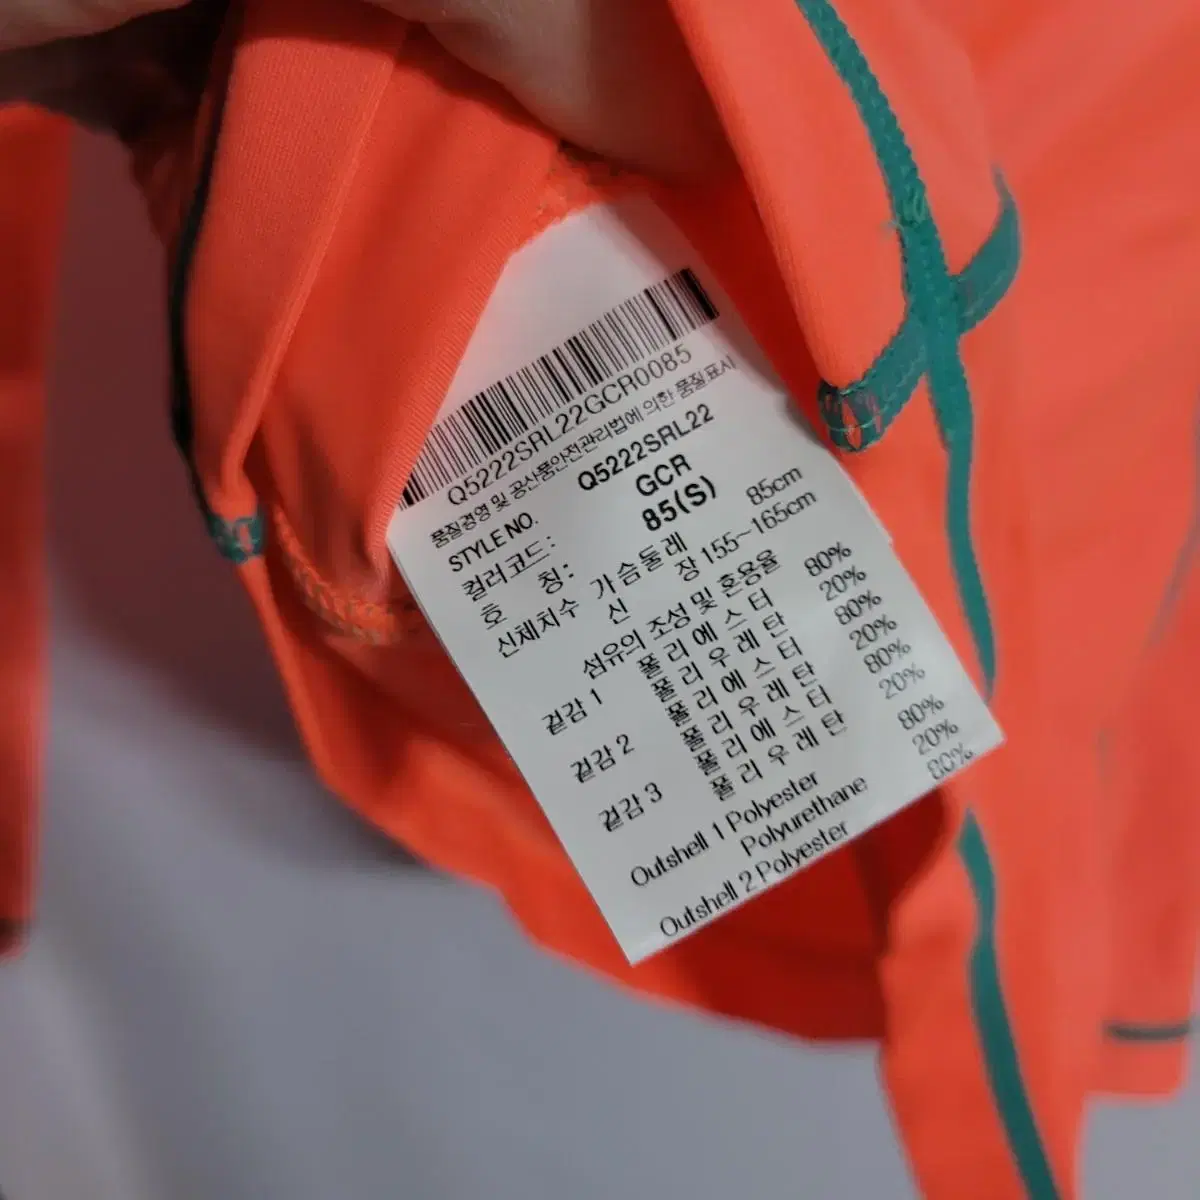 Q5222SRL22GCR0085
품질경영 및 공산품안전관리법에 의한 품질표시
STYLE NO. Q5222SRL22
컬러코드: GCR
호 칭: 85(S)
신체치수 가슴둘레 85cm
신 장 155~165cm
섬유의 조성 및 혼용율
겉감 1 폴리에스터 80%
폴리우레탄 20%
겉감 2 폴리에스터 80%
폴리우레탄 20%
겉감 3 폴리에스터 80%
폴리우레탄 20%
Outshell 1 Polyester 80%
Polyurethane 20%
Outshell 2 Polyester 80%